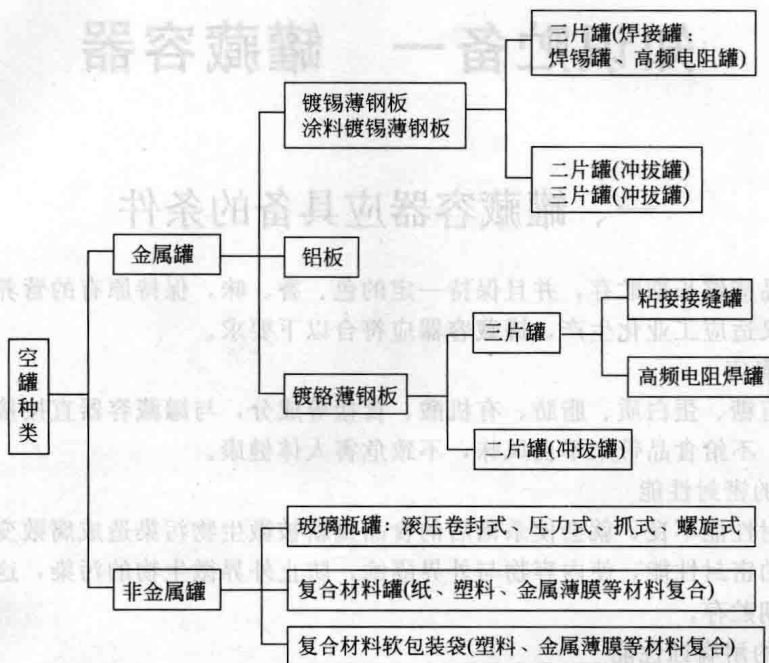 空罐种类
金属罐
镀锡薄钢板
涂料镀锡薄钢板
三片罐(焊接罐：
焊锡罐、高频电阻罐)
二片罐(冲拔罐)
三片罐(冲拔罐)
铝板
镀铬薄钢板
三片罐
粘接接缝罐
高频电阻焊罐
二片罐(冲拔罐)
非金属罐
玻璃瓶罐：滚压卷封式、压力式、抓式、螺旋式
复合材料罐(纸、塑料、金属薄膜等材料复合)
复合材料软包装袋(塑料、金属薄膜等材料复合)